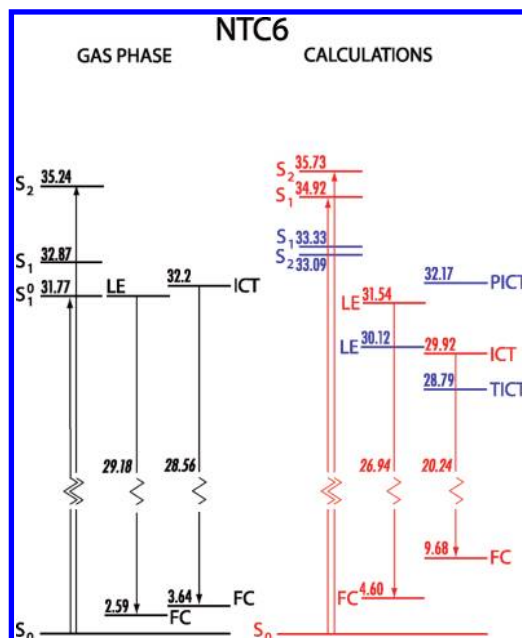 NTC6
GAS PHASE CALCULATIONS
S2 35.24
S1 32.87
S1^0 31.77
LE
32.2 ICT
29.18
28.56
2.59 FC
3.64 FC
S0
S2 35.73
S1 34.92
S1 33.33
S2 33.09
32.17 PICT
LE 31.54
LE 30.12
29.92 ICT
28.79 TICT
26.94
20.24
9.68 FC
FC 4.60
S0